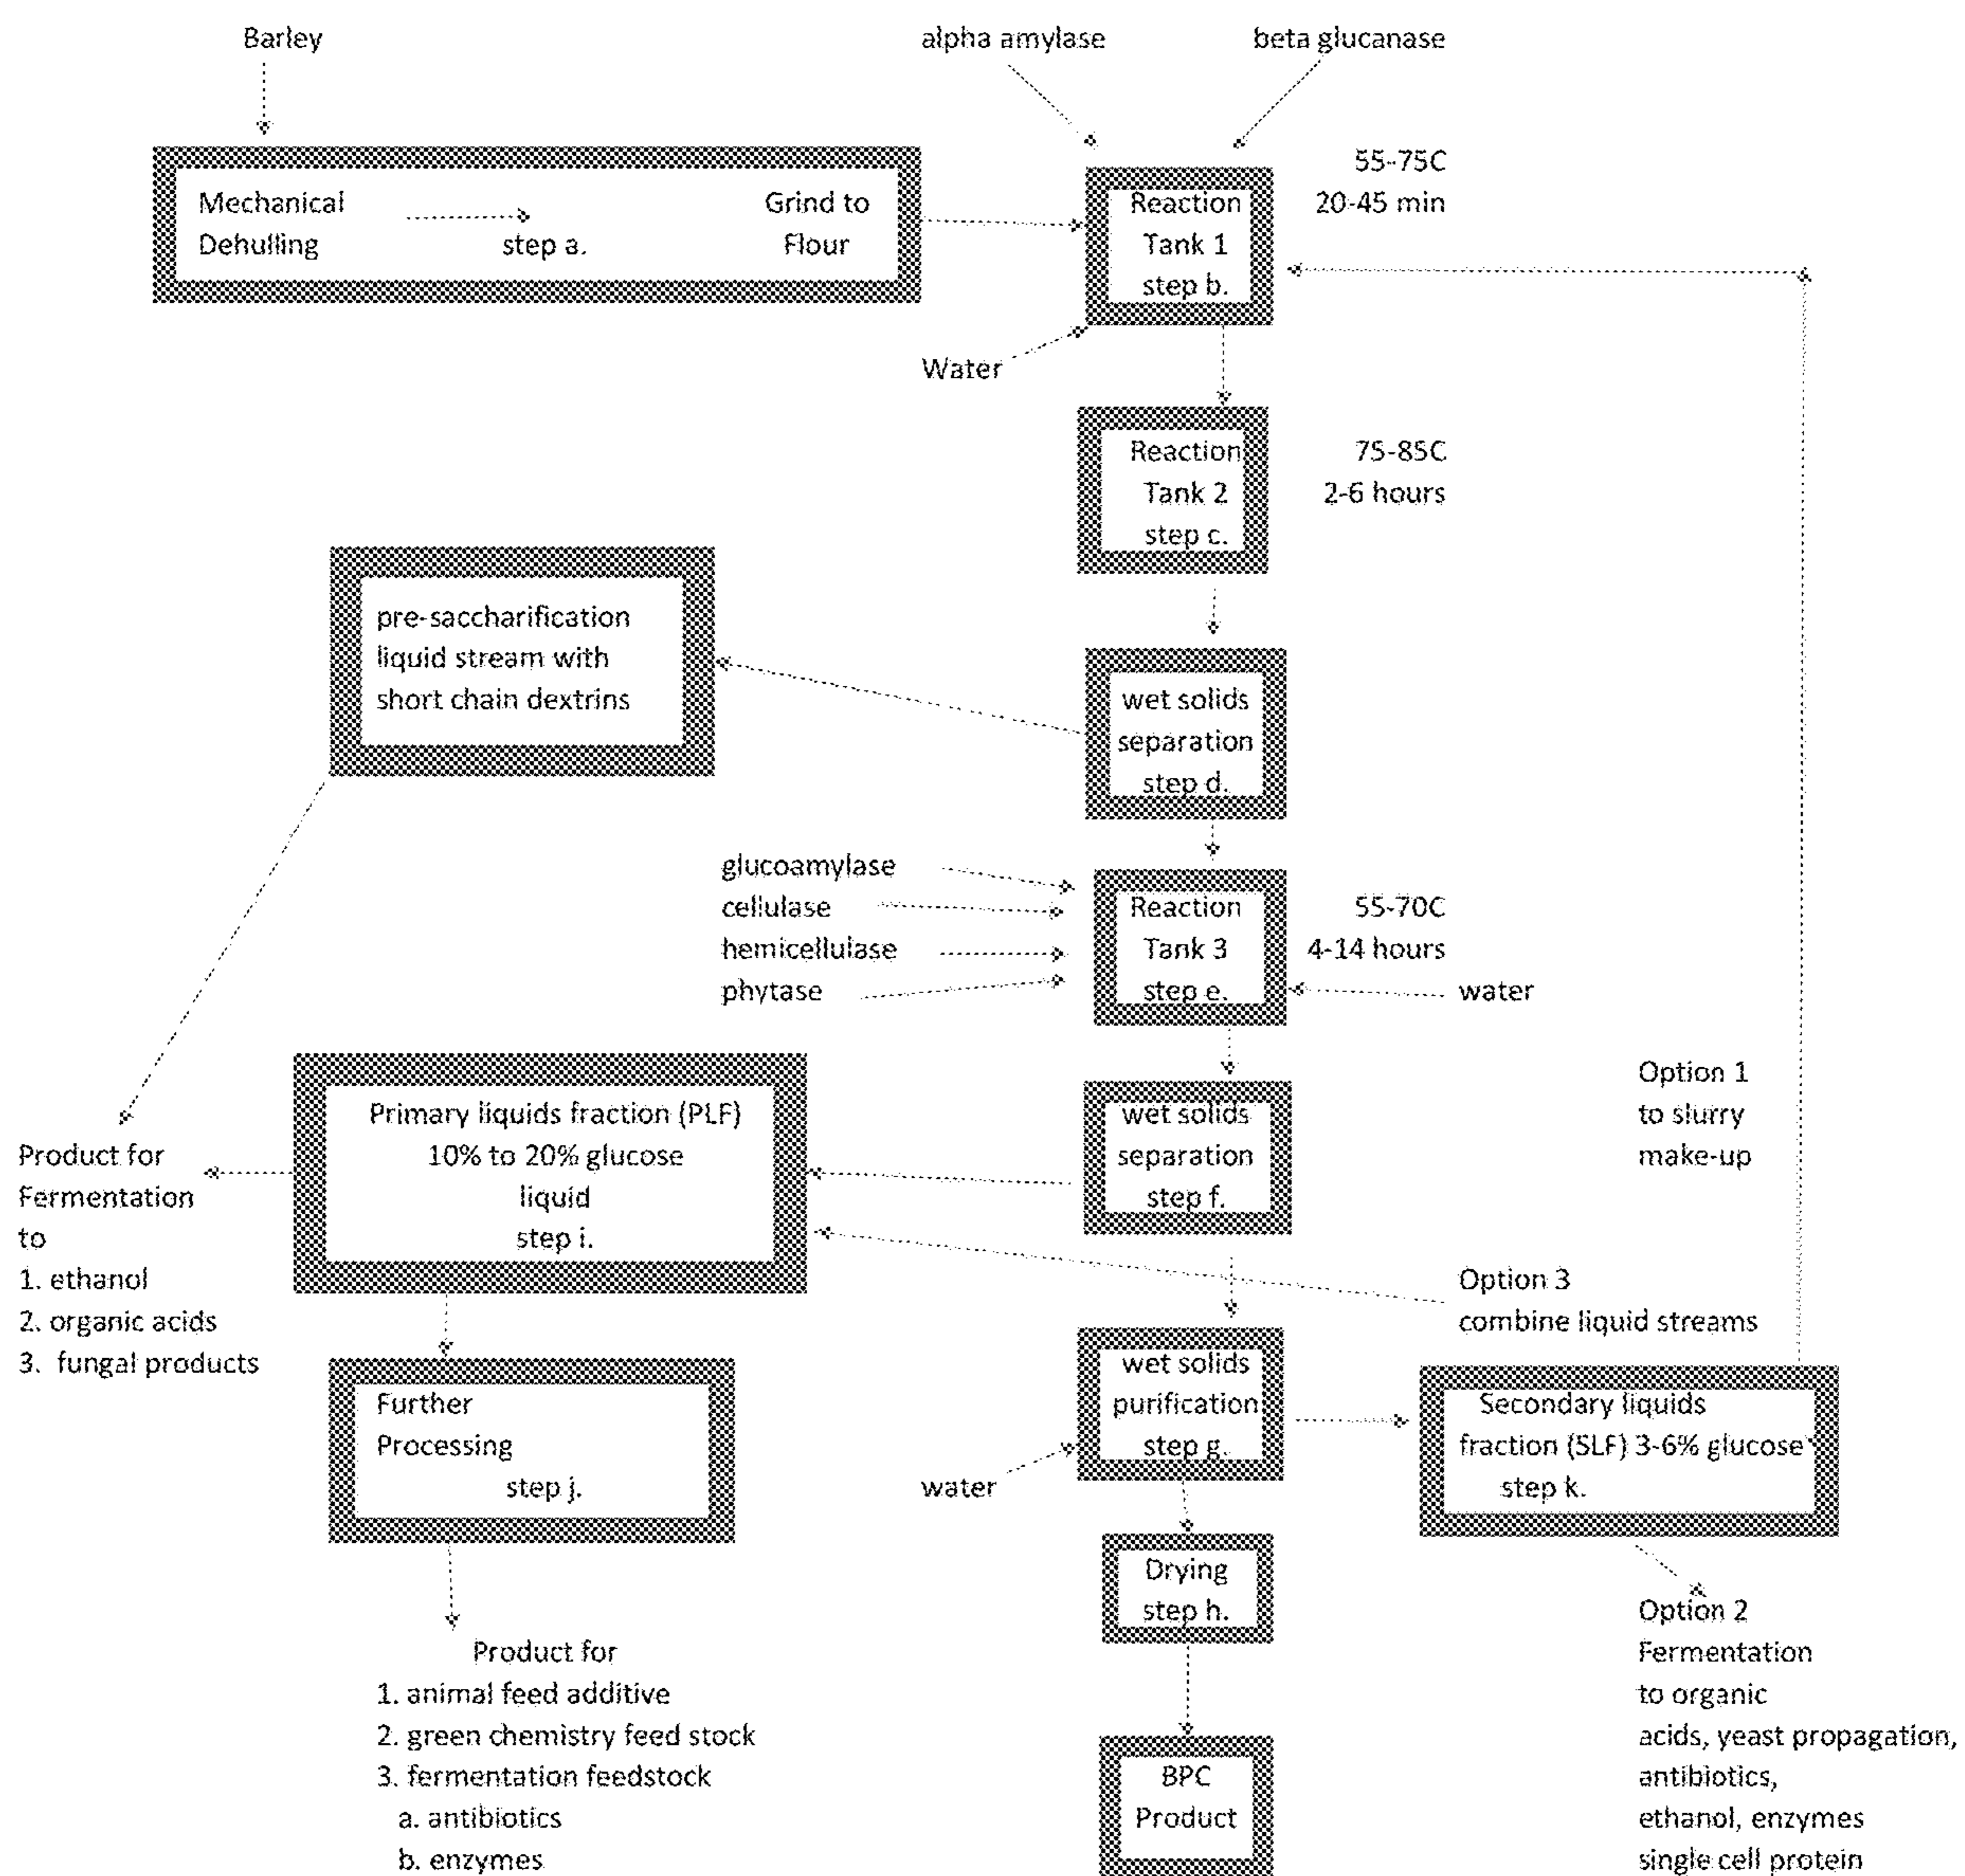 Barley
alpha amylase
beta glucanase
Mechanical
Dehulling
step a.
Grind to
Flour
Reaction
Tank 1
step b.
55-75C
20-45 min
Water
Reaction
Tank 2
step c.
75-85C
2-6 hours
pre-saccharification
liquid stream with
short chain dextrins
wet solids
separation
step d.
glucoamylase
cellulase
hemicellulase
phytase
Reaction
Tank 3
step e.
55-70C
4-14 hours
water
Option 1
to slurry
make-up
Primary liquids fraction (PLF)
10% to 20% glucose
liquid
step i.
wet solids
separation
step f.
Product for
Fermentation
to
1. ethanol
2. organic acids
3. fungal products
Option 3
combine liquid streams
Further
Processing
step j.
wet solids
purification
step g.
water
Secondary liquids
fraction (SLF) 3-6% glucose
step k.
Drying
step h.
Product for
1. animal feed additive
2. green chemistry feed stock
3. fermentation feedstock
a. antibiotics
b. enzymes
BPC
Product
Option 2
Fermentation
to organic
acids, yeast propagation,
antibiotics,
ethanol, enzymes
single cell protein